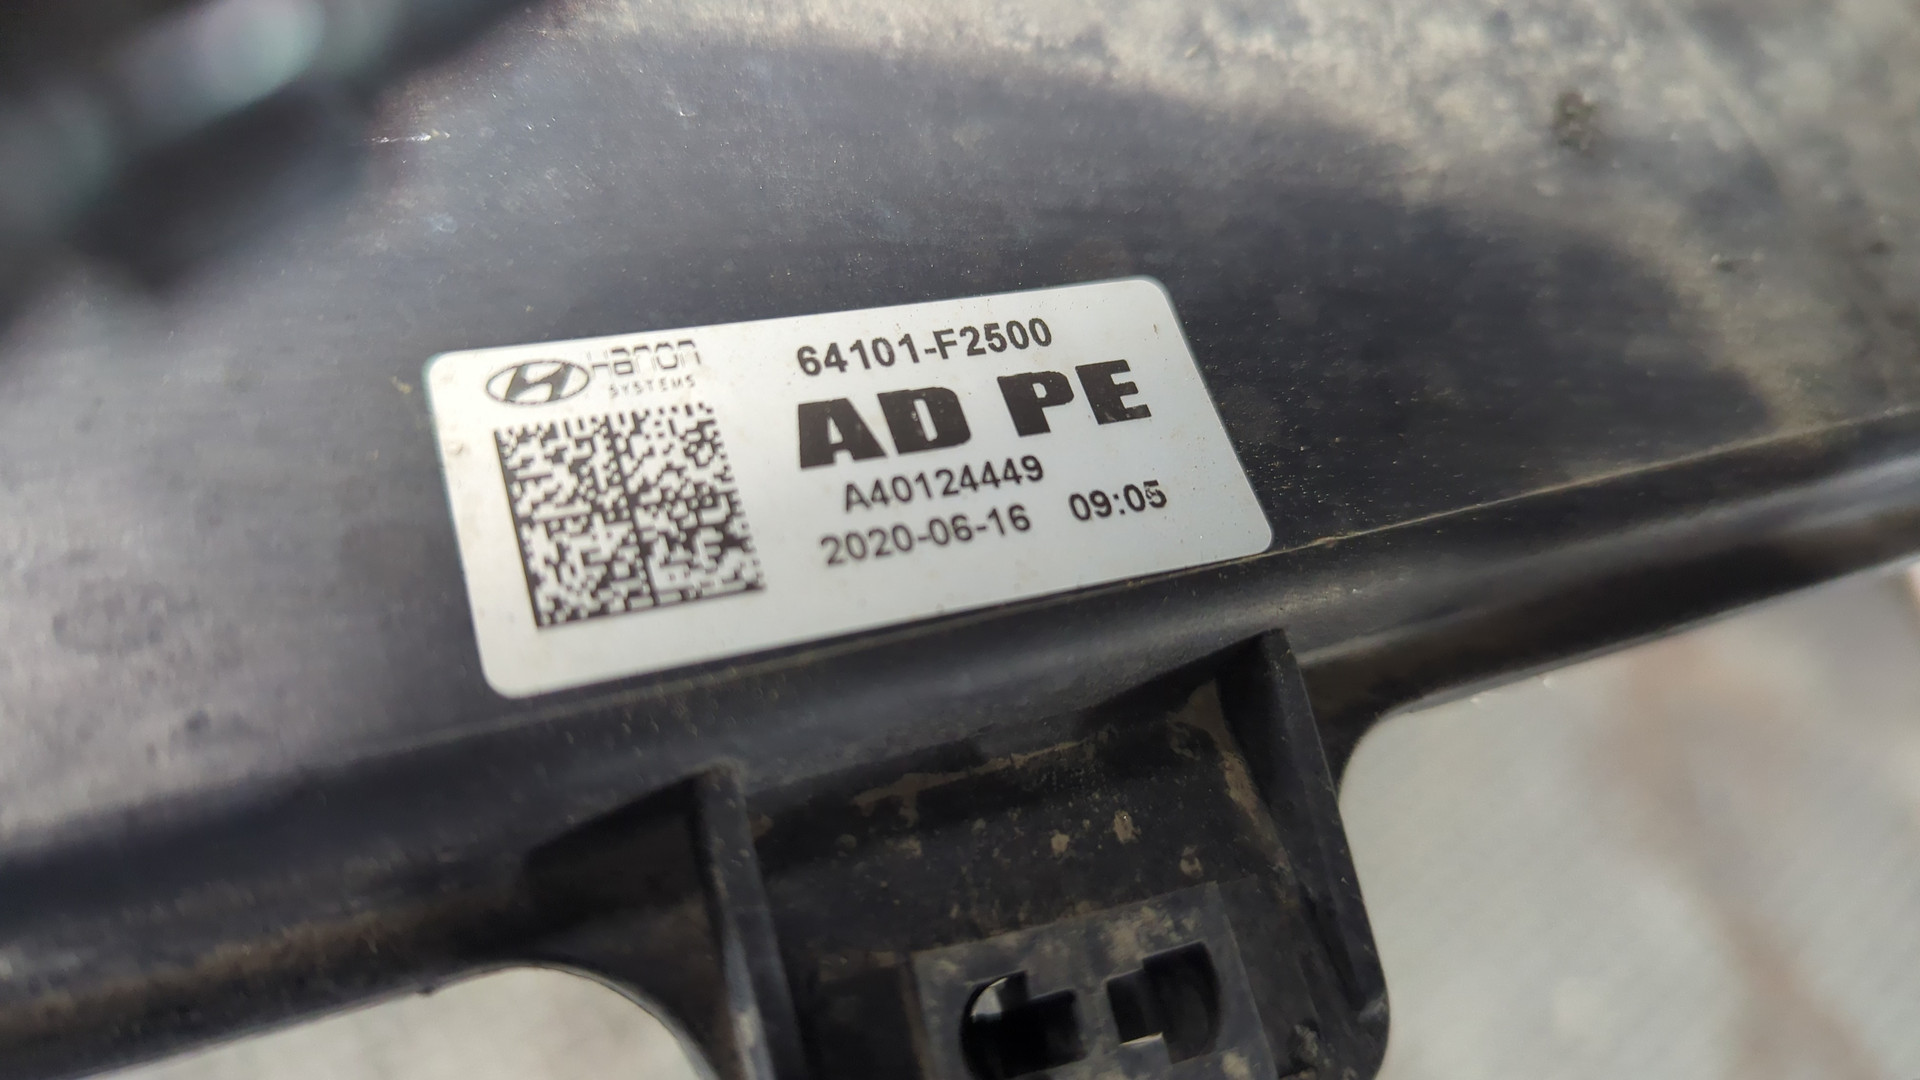 Hanon
SYSTEMS
64101-F2500
AD PE
A40124449
2020-06-16 09:05